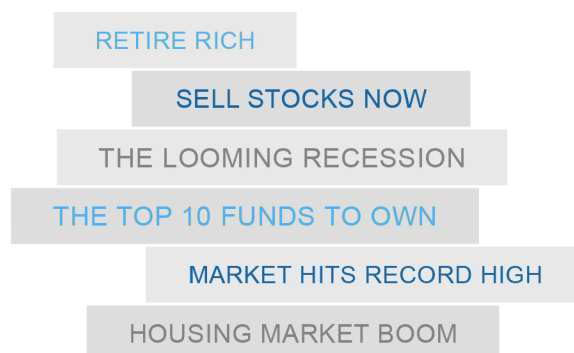 RETIRE RICH
SELL STOCKS NOW
THE LOOMING RECESSION
THE TOP 10 FUNDS TO OWN
MARKET HITS RECORD HIGH
HOUSING MARKET BOOM